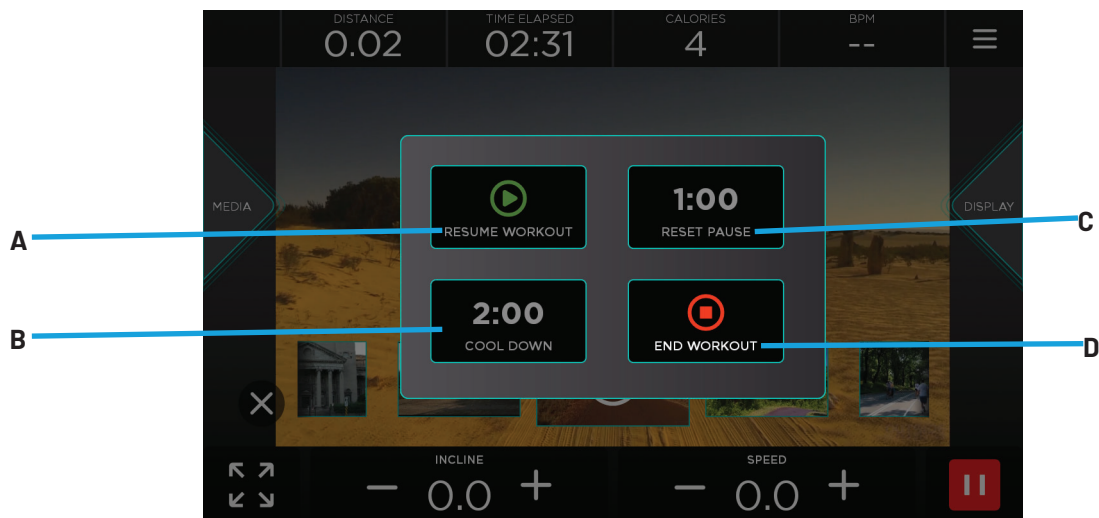 DISTANCE
0.02
TIME ELAPSED
02:31
CALORIES
4
BPM
--
MEDIA
DISPLAY
RESUME WORKOUT
1:00
RESET PAUSE
2:00
COOL DOWN
END WORKOUT
A
B
C
D
INCLINE
0.0
SPEED
0.0